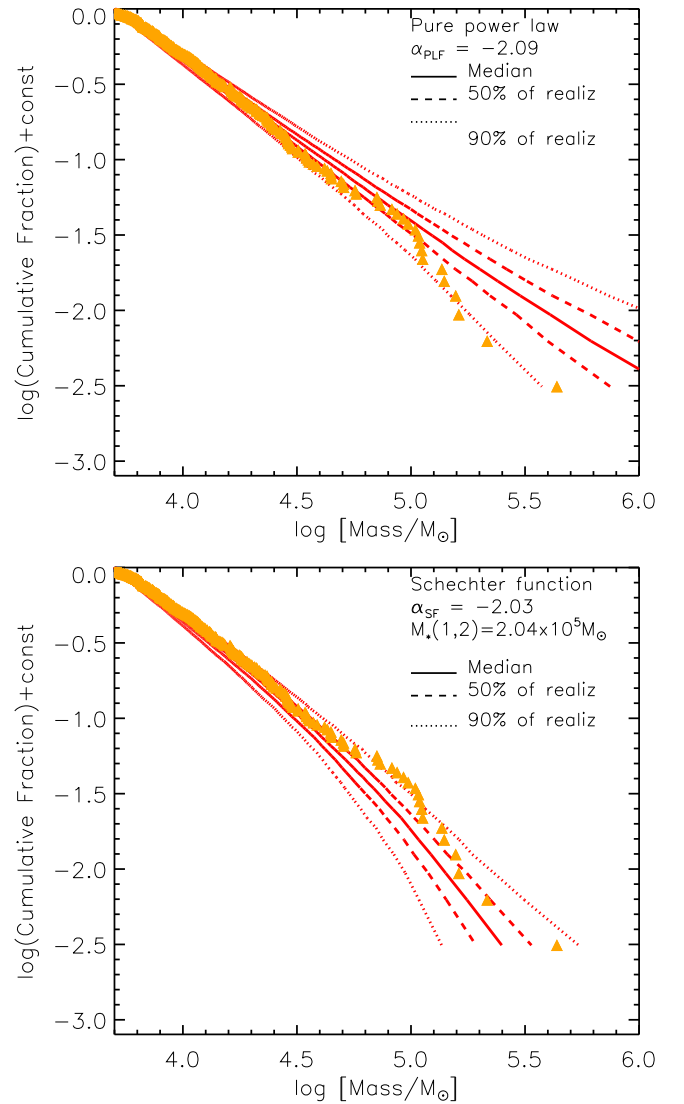 Pure power law
α_PLF = −2.09
Median
50% of realiz
90% of realiz
0.0
−0.5
−1.0
−1.5
−2.0
−2.5
−3.0
log(Cumulative Fraction)+const
4.0 4.5 5.0 5.5 6.0
log [Mass/M☉]
Schechter function
α_SF = −2.03
M_*(1,2)=2.04x10^5M☉
Median
50% of realiz
90% of realiz
0.0
−0.5
−1.0
−1.5
−2.0
−2.5
−3.0
log(Cumulative Fraction)+const
4.0 4.5 5.0 5.5 6.0
log [Mass/M☉]